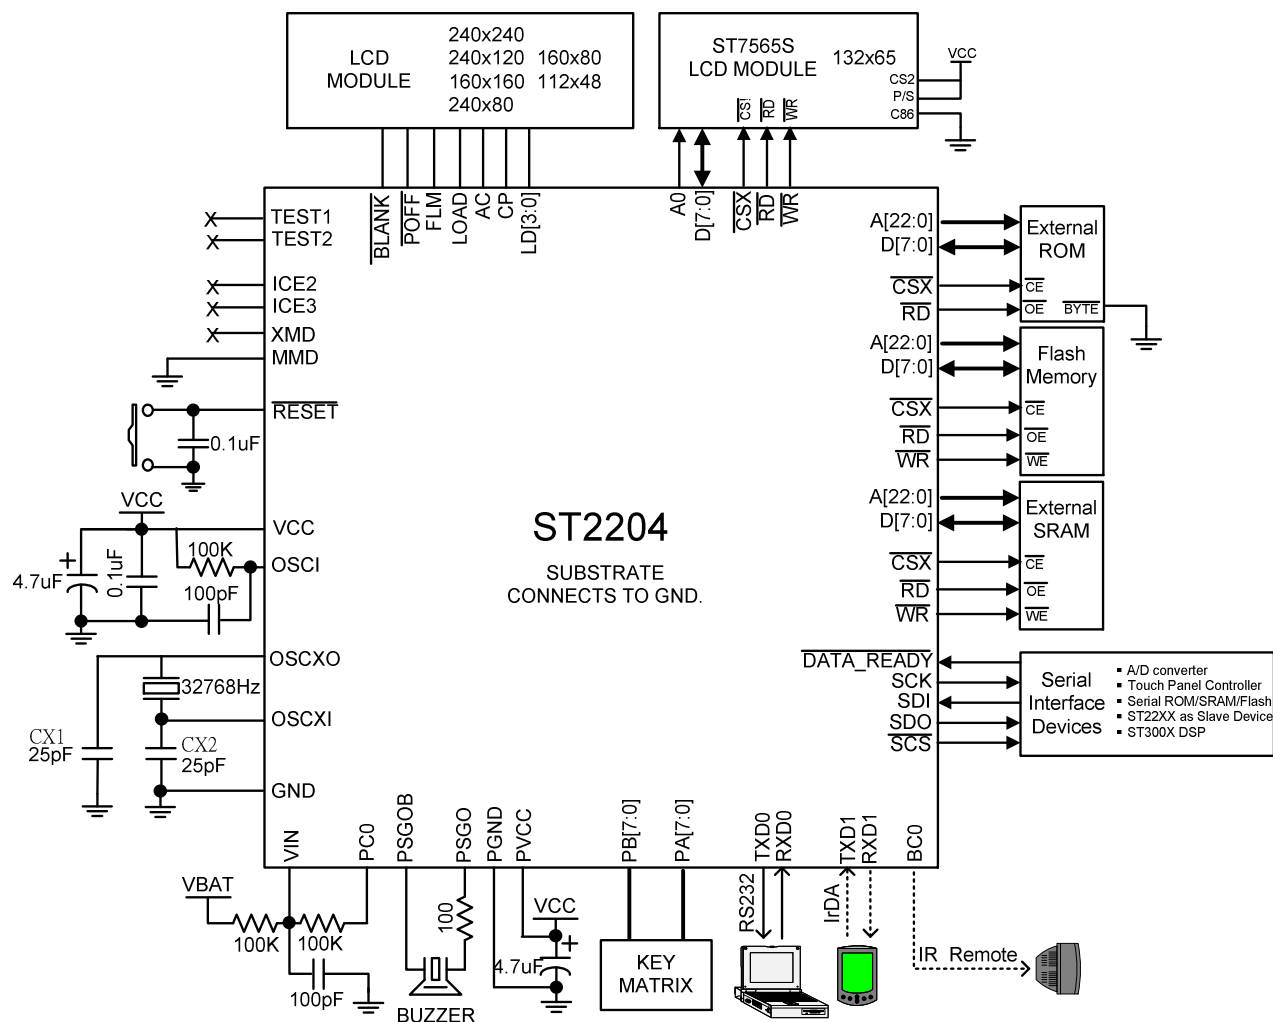 LCD
MODULE
240x240
240x120 160x80
160x160 112x48
240x80
ST7565S
LCD MODULE
132x65
CS2
P/S
C86
VCC
CS!
RD
WR
BLANK
POFF
FLM
LOAD
AC
CP
LD[3:0]
A0
D[7:0]
CSX
RD
WR
X TEST1
X TEST2
X ICE2
X ICE3
X XMD
MMD
RESET
0.1uF
VCC
VCC
100K
OSCI
+
4.7uF
0.1uF
100pF
OSCXO
32768Hz
OSCXI
CX1
25pF
CX2
25pF
GND
ST2204
SUBSTRATE
CONNECTS TO GND.
A[22:0]
D[7:0]
CSX
RD
External
ROM
CE
OE
BYTE
A[22:0]
D[7:0]
CSX
RD
WR
Flash
Memory
CE
OE
WE
A[22:0]
D[7:0]
CSX
RD
WR
External
SRAM
CE
OE
WE
DATA_READY
SCK
SDI
SDO
SCS
Serial
Interface
Devices
▪ A/D converter
▪ Touch Panel Controller
▪ Serial ROM/SRAM/Flash
▪ ST22XX as Slave Device
▪ ST300X DSP
VIN
PC0
PSGOB
PSGO
PGND
PVCC
PB[7:0]
PA[7:0]
TXD0
RXD0
TXD1
RXD1
BC0
VBAT
100K
100K
100pF
100
BUZZER
VCC
+
4.7uF
KEY
MATRIX
RS232
IrDA
IR Remote